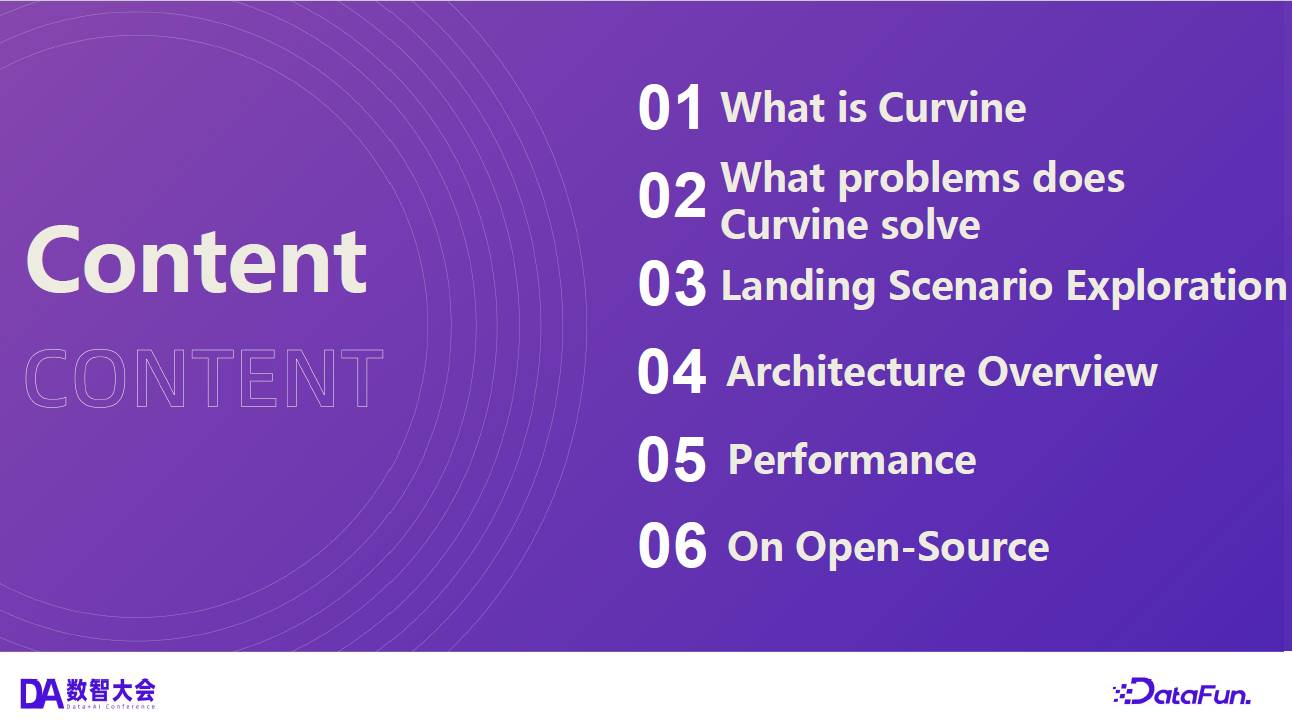 Content
CONTENT
01 What is Curvine
02 What problems does
Curvine solve
03 Landing Scenario Exploration
04 Architecture Overview
05 Performance
06 On Open-Source
DA 数智大会
Data+AI Conference
DataFun.